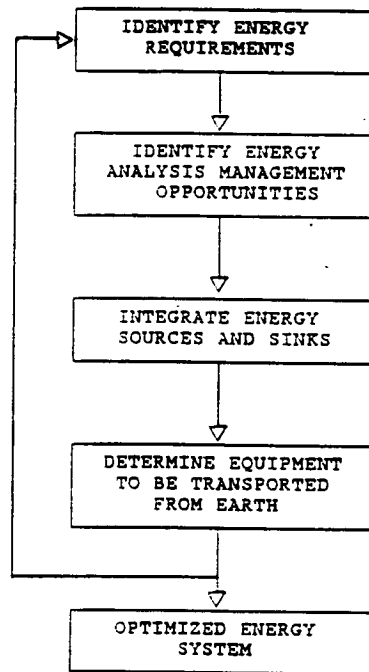 IDENTIFY ENERGY
REQUIREMENTS
IDENTIFY ENERGY
ANALYSIS MANAGEMENT
OPPORTUNITIES
INTEGRATE ENERGY
SOURCES AND SINKS
DETERMINE EQUIPMENT
TO BE TRANSPORTED
FROM EARTH
OPTIMIZED ENERGY
SYSTEM